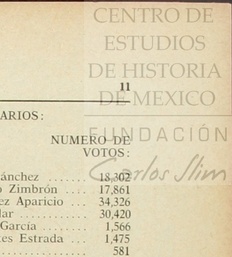 CENTRO DE
ESTUDIOS
DE HISTORIA
DE MEXICO
11
FUNDACIÓN
Carlos Slim
ARIOS:
NUMERO DE
VOTOS:
ánchez ....... 18,302
o Zimbrón .... 17,861
ez Aparicio ... 34,326
lar ........... 30,420
García ....... 1,566
tes Estrada ... 1,475
............... 581